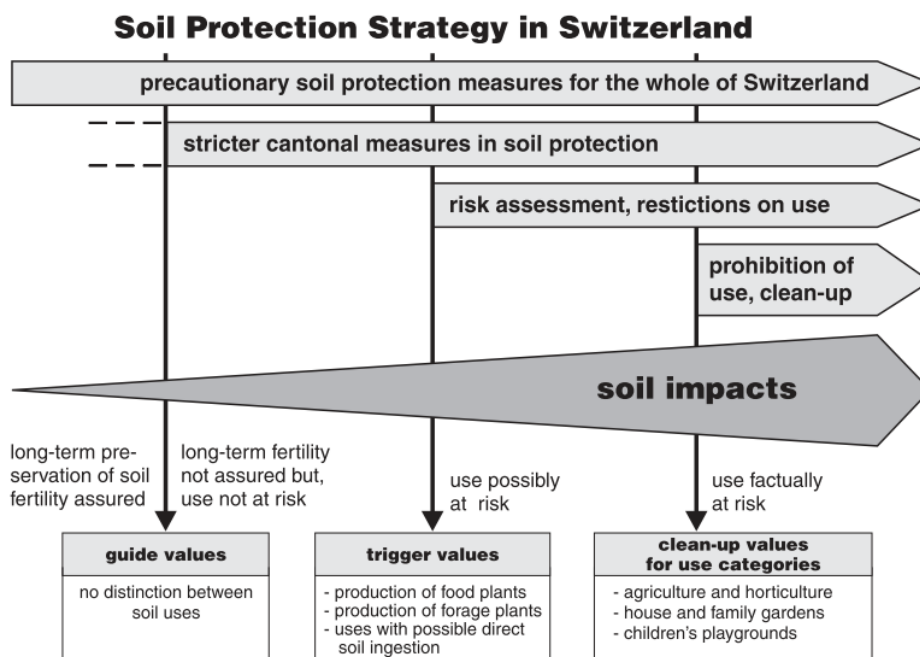 Soil Protection Strategy in Switzerland
precautionary soil protection measures for the whole of Switzerland
stricter cantonal measures in soil protection
risk assessment, restictions on use
prohibition of
use, clean-up
soil impacts
long-term pre-
servation of soil
fertility assured
long-term fertility
not assured but,
use not at risk
use possibly
at risk
use factually
at risk
guide values
no distinction between
soil uses
trigger values
- production of food plants
- production of forage plants
- uses with possible direct
soil ingestion
clean-up values
for use categories
- agriculture and horticulture
- house and family gardens
- children's playgrounds